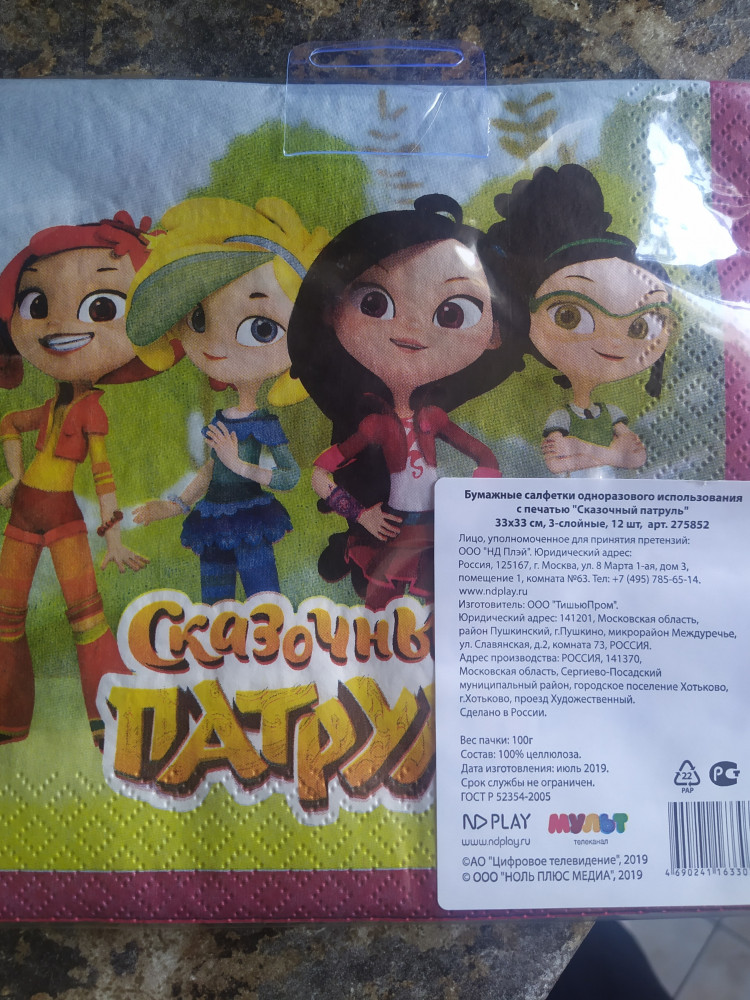 Сказочны
ПАТРУЛ
Бумажные салфетки одноразового использования
с печатью "Сказочный патруль"
33х33 см, 3-слойные, 12 шт, арт. 275852
Лицо, уполномоченное для принятия претензий:
ООО "НД Плэй". Юридический адрес:
Россия, 125167, г. Москва, ул. 8 Марта 1-ая, дом 3,
помещение 1, комната №63. Тел: +7 (495) 785-65-14.
www.ndplay.ru
Изготовитель: ООО "ТишьюПром".
Юридический адрес: 141201, Московская область,
район Пушкинский, г.Пушкино, микрорайон Междуречье,
ул. Славянская, д.2, комната 73, РОССИЯ.
Адрес производства: РОССИЯ, 141370,
Московская область, Сергиево-Посадский
муниципальный район, городское поселение Хотьково,
г.Хотьково, проезд Художественный.
Сделано в России.
Вес пачки: 100г
Состав: 100% целлюлоза.
Дата изготовления: июль 2019.
Срок службы не ограничен.
ГОСТ Р 52354-2005
22
PAP
ND PLAY
www.ndplay.ru
МУЛЬТ
телеканал
©АО "Цифровое телевидение", 2019
© ООО "НОЛЬ ПЛЮС МЕДИА", 2019
4 690241 16330